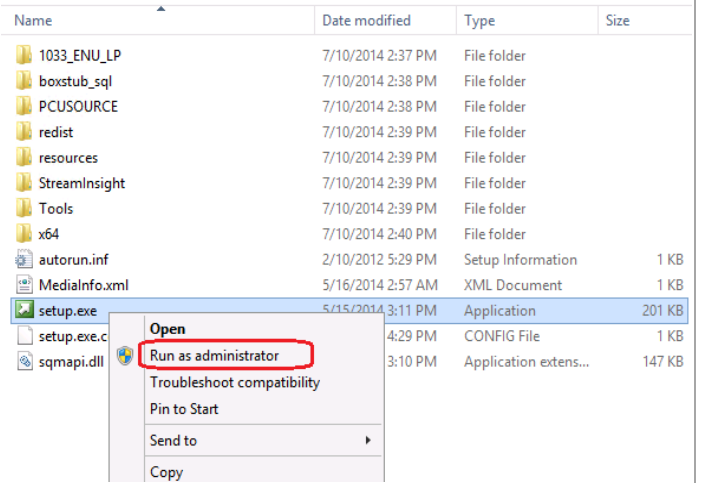 Name Date modified Type Size
1033_ENU_LP 7/10/2014 2:37 PM File folder
boxstub_sql 7/10/2014 2:38 PM File folder
PCUSOURCE 7/10/2014 2:38 PM File folder
redist 7/10/2014 2:39 PM File folder
resources 7/10/2014 2:39 PM File folder
StreamInsight 7/10/2014 2:39 PM File folder
Tools 7/10/2014 2:39 PM File folder
x64 7/10/2014 2:40 PM File folder
autorun.inf 2/10/2012 5:29 PM Setup Information 1 KB
MediaInfo.xml 5/16/2014 2:57 AM XML Document 1 KB
setup.exe 5/15/2014 3:11 PM Application 201 KB
setup.exe.c 4:29 PM CONFIG File 1 KB
sqmapi.dll 3:10 PM Application extens... 147 KB
Open
Run as administrator
Troubleshoot compatibility
Pin to Start
Send to
Copy